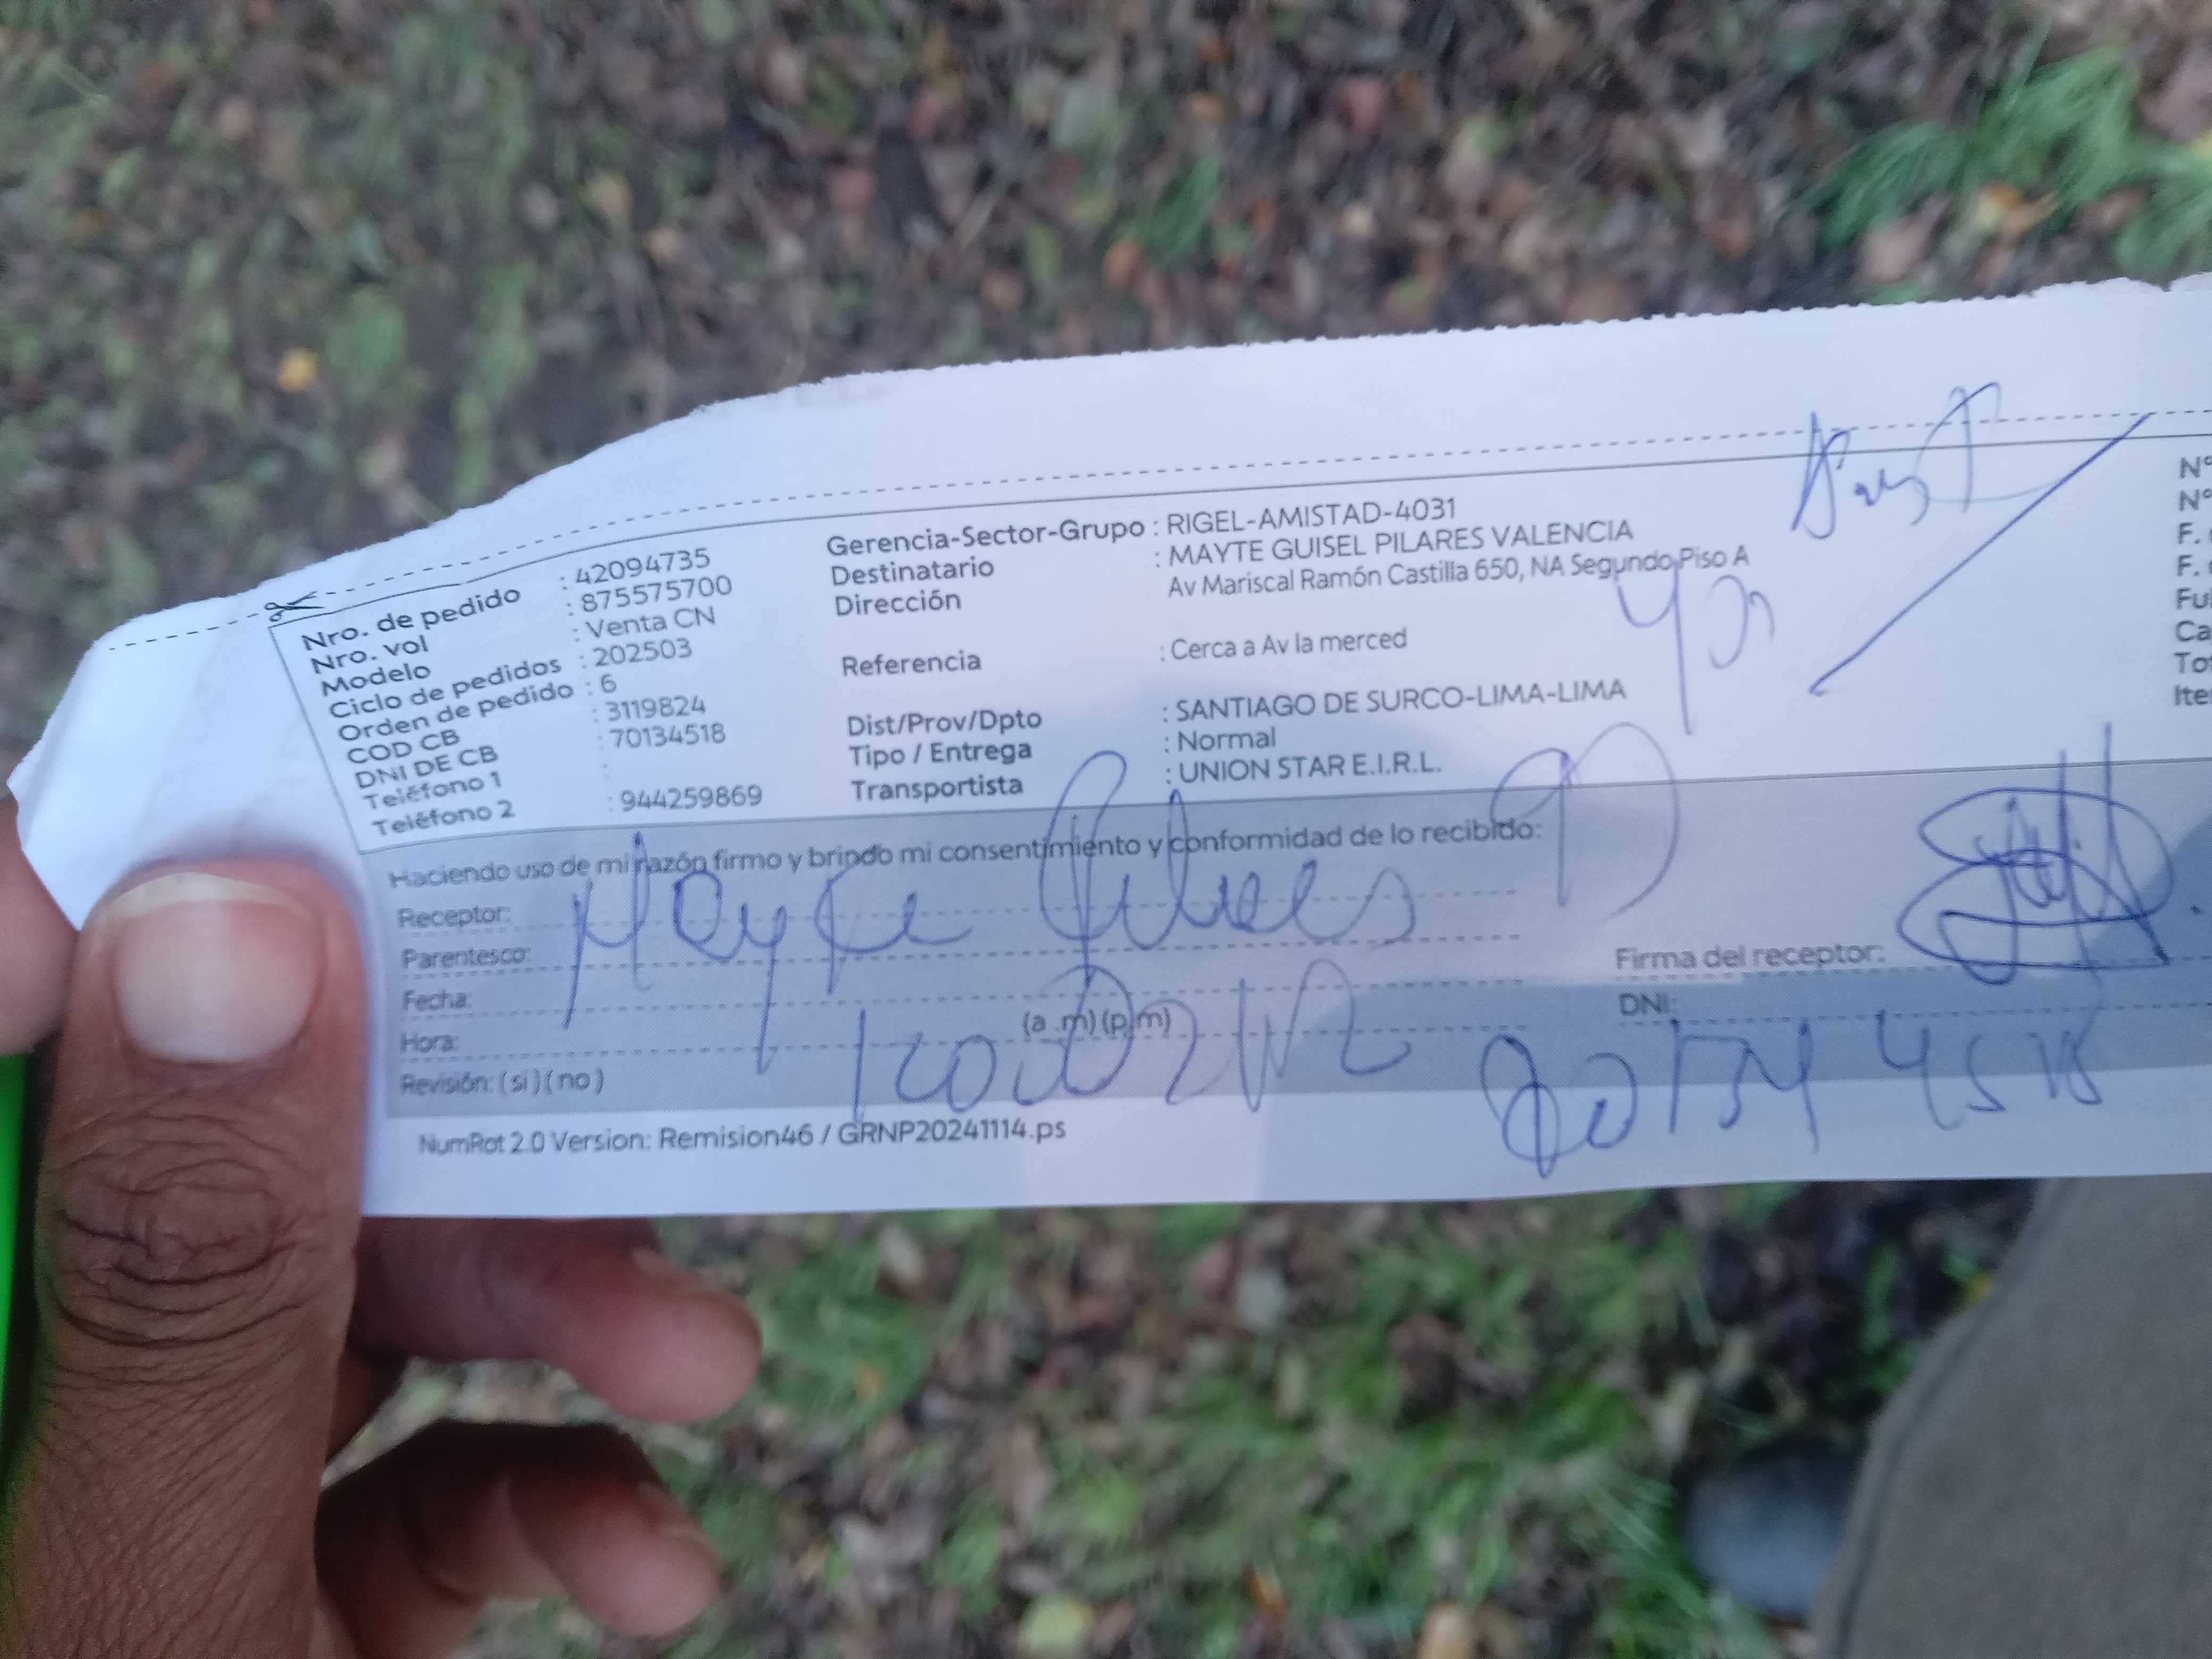 Nro. de pedido : 42094735
Nro. vol : 875575700
Modelo : Venta CN
Ciclo de pedidos : 202503
Orden de pedido : 6
COD CB : 3119824
DNI DE CB : 70134518
Teléfono 1 :
Teléfono 2 : 944259869
Gerencia-Sector-Grupo : RIGEL-AMISTAD-4031
Destinatario : MAYTE GUISEL PILARES VALENCIA
Dirección Av Mariscal Ramón Castilla 650, NA Segundo Piso A
Referencia : Cerca a Av la merced
Dist/Prov/Dpto : SANTIAGO DE SURCO-LIMA-LIMA
Tipo / Entrega : Normal
Transportista : UNION STAR E.I.R.L.
N°
N°
F.
F.
Ca
Ite
Haciendo uso de mi razón firmo y brindo mi consentimiento y conformidad de lo recibido:
Receptor: Mayte Pilares
Parentesco:
Fecha:
Hora: (a .m) (p.m)
Revisión: ( si ) ( no )
Firma del receptor:
DNI:
NumRot 2.0 Version: Remision46 / GRNP20241114.ps